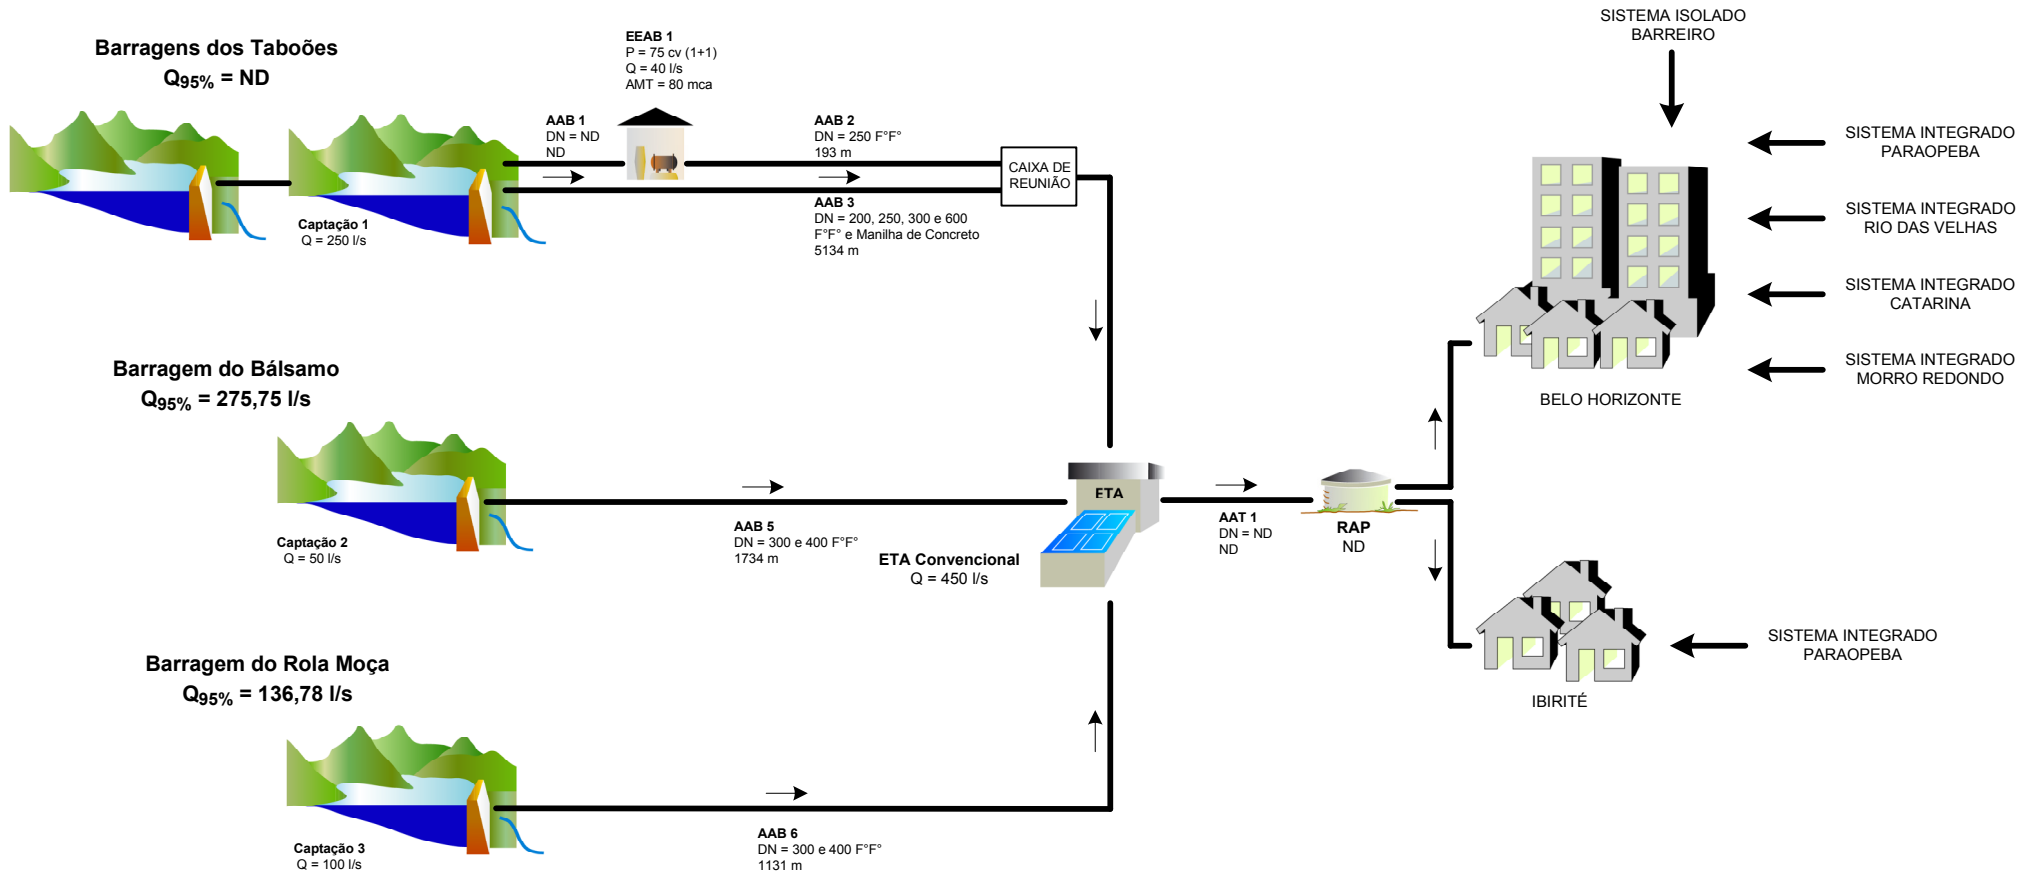 Barragens dos Taboões
Q95% = ND
EEAB 1
P = 75 cv (1+1)
Q = 40 l/s
AMT = 80 mca
AAB 1
DN = ND
ND
AAB 2
DN = 250 F°F°
193 m
Captação 1
Q = 250 l/s
AAB 3
DN = 200, 250, 300 e 600
F°F° e Manilha de Concreto
5134 m
CAIXA DE
REUNIÃO
Barragem do Bálsamo
Q95% = 275,75 l/s
Captação 2
Q = 50 l/s
AAB 5
DN = 300 e 400 F°F°
1734 m
ETA
ETA Convencional
Q = 450 l/s
Barragem do Rola Moça
Q95% = 136,78 l/s
Captação 3
Q = 100 l/s
AAB 6
DN = 300 e 400 F°F°
1131 m
AAT 1
DN = ND
ND
RAP
ND
SISTEMA ISOLADO
BARREIRO
SISTEMA INTEGRADO
PARAOPEBA
SISTEMA INTEGRADO
RIO DAS VELHAS
SISTEMA INTEGRADO
CATARINA
SISTEMA INTEGRADO
MORRO REDONDO
BELO HORIZONTE
SISTEMA INTEGRADO
PARAOPEBA
IBIRITÉ